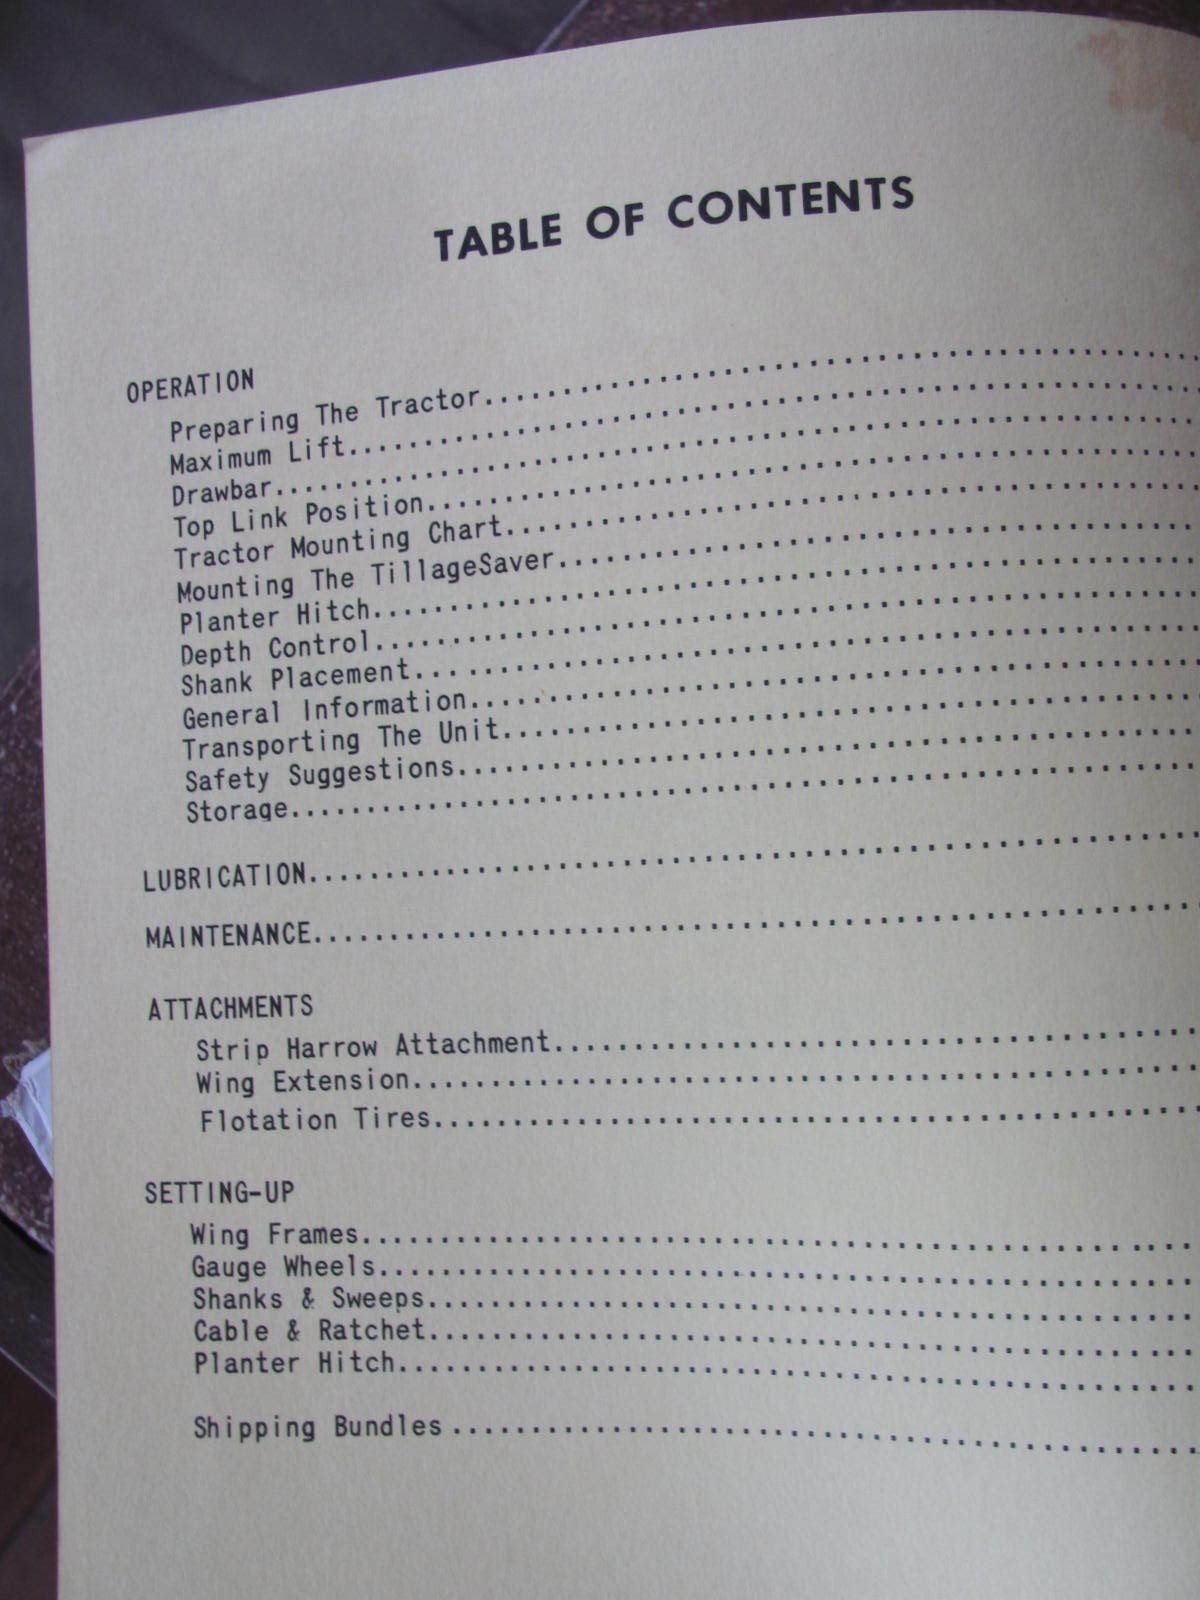 TABLE OF CONTENTS
OPERATION
Preparing The Tractor..................................................
Maximum Lift..................................................
Drawbar..................................................
Top Link Position..................................................
Tractor Mounting Chart..................................................
Mounting The TillageSaver..................................................
Planter Hitch..................................................
Depth Control..................................................
Shank Placement..................................................
General Information..................................................
Transporting The Unit..................................................
Safety Suggestions..................................................
Storage..................................................
LUBRICATION..................................................
MAINTENANCE..................................................
ATTACHMENTS
Strip Harrow Attachment..................................................
Wing Extension..................................................
Flotation Tires..................................................
SETTING-UP
Wing Frames..................................................
Gauge Wheels..................................................
Shanks & Sweeps..................................................
Cable & Ratchet..................................................
Planter Hitch..................................................
Shipping Bundles..................................................